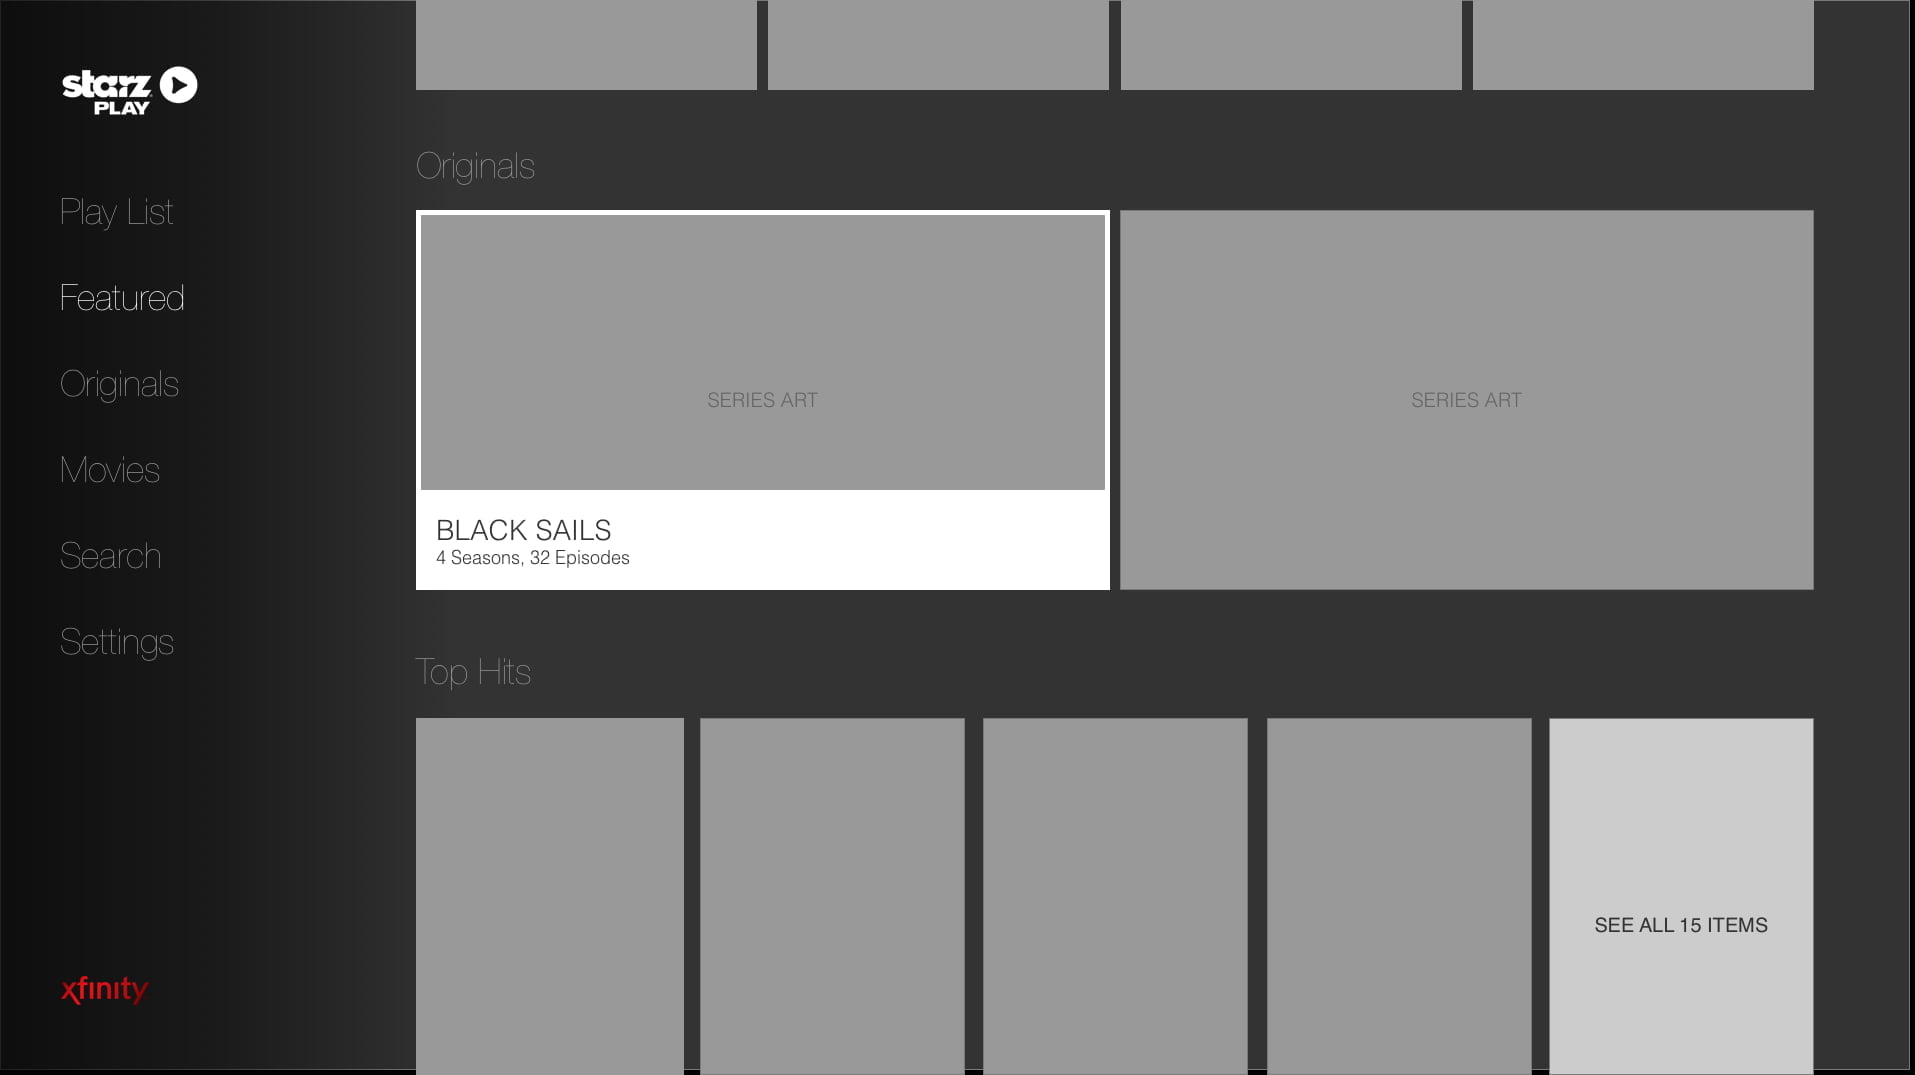 starz
PLAY
Play List
Featured
Originals
Movies
Search
Settings
xfinity
Originals
SERIES ART
BLACK SAILS
4 Seasons, 32 Episodes
SERIES ART
Top Hits
SEE ALL 15 ITEMS